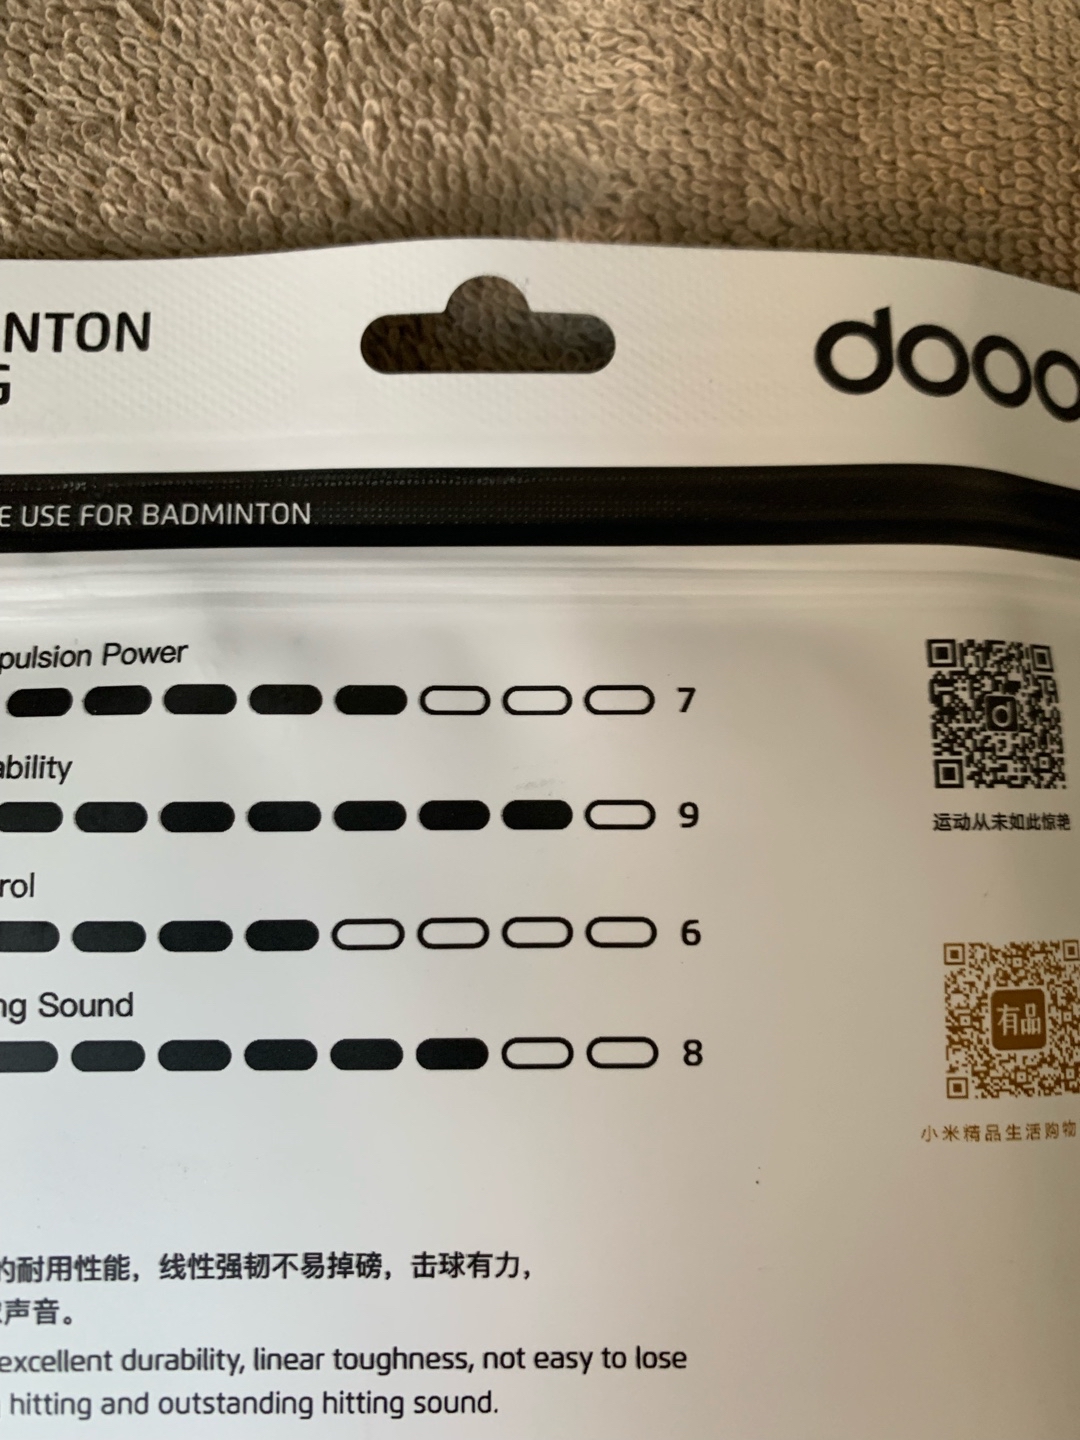 NTON
G
dooo
E USE FOR BADMINTON
pulsion Power
7
ability
9
rol
6
ng Sound
8
运动从未如此惊艳
有品
小米精品生活购物
的耐用性能，线性强韧不易掉磅，击球有力，
声音。
excellent durability, linear toughness, not easy to lose
hitting and outstanding hitting sound.